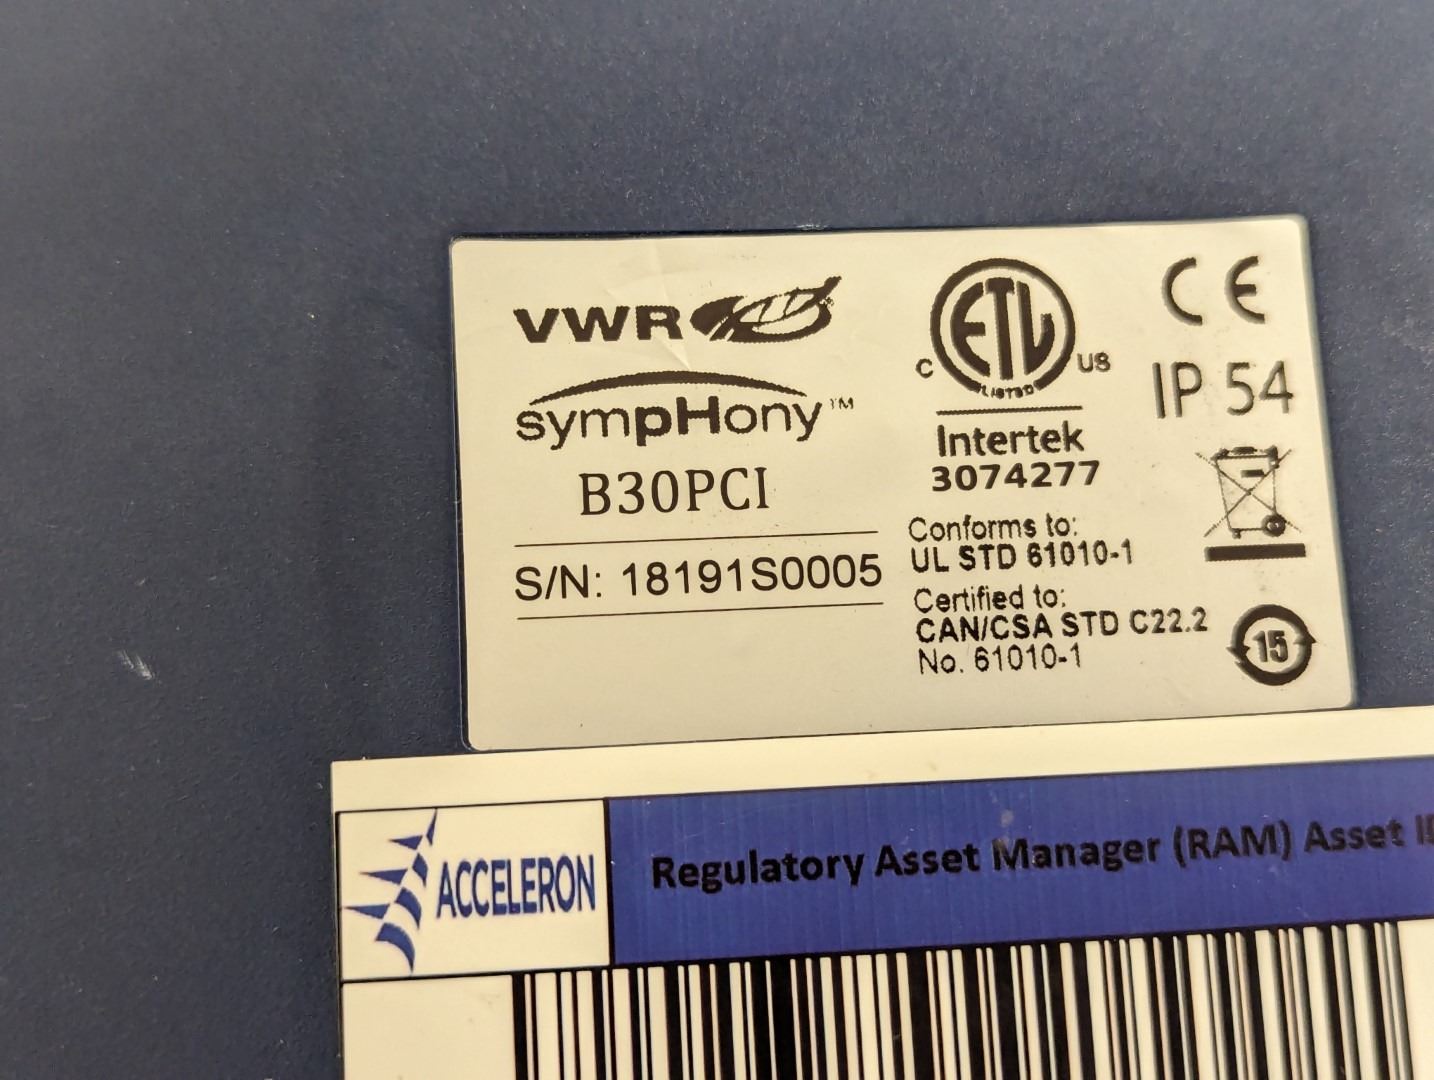 VWR
sympHony™
B30PCI
S/N: 18191S0005
ETL
LISTED
C
US
Intertek
3074277
Conforms to:
UL STD 61010-1
Certified to:
CAN/CSA STD C22.2
No. 61010-1
CE
IP 54
15
ACCELERON
Regulatory Asset Manager (RAM) Asset